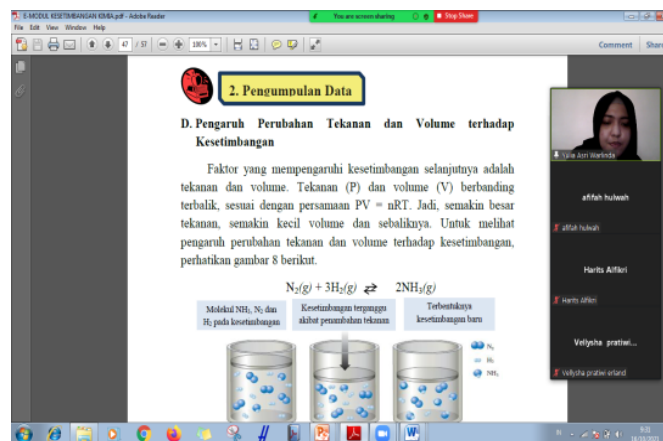 E-MODUL KESETIMBANGAN KIMIA.pdf - Adobe Reader
You are screen sharing
Stop Share
File Edit View Window Help
47 / 57
100%
Comment
Share
2. Pengumpulan Data
D. Pengaruh Perubahan Tekanan dan Volume terhadap
Kesetimbangan
Faktor yang mempengaruhi kesetimbangan selanjutnya adalah
tekanan dan volume. Tekanan (P) dan volume (V) berbanding
terbalik, sesuai dengan persamaan PV = nRT. Jadi, semakin besar
tekanan, semakin kecil volume dan sebaliknya. Untuk melihat
pengaruh perubahan tekanan dan volume terhadap kesetimbangan,
perhatikan gambar 8 berikut.
N₂(g) + 3H₂(g) ⇄ 2NH₃(g)
Molekul NH₃, N₂ dan
H₂ pada kesetimbangan
Kesetimbangan terganggu
akibat penambahan tekanan
Terbentuknya
kesetimbangan baru
N₂
H₂
NH₃
Yulia Asri Warlinda
afifah hulwah
afifah hulwah
Harits Alfikri
Harits Alfikri
Vellysha pratiwi...
Vellysha pratiwi erland
IN
9:31